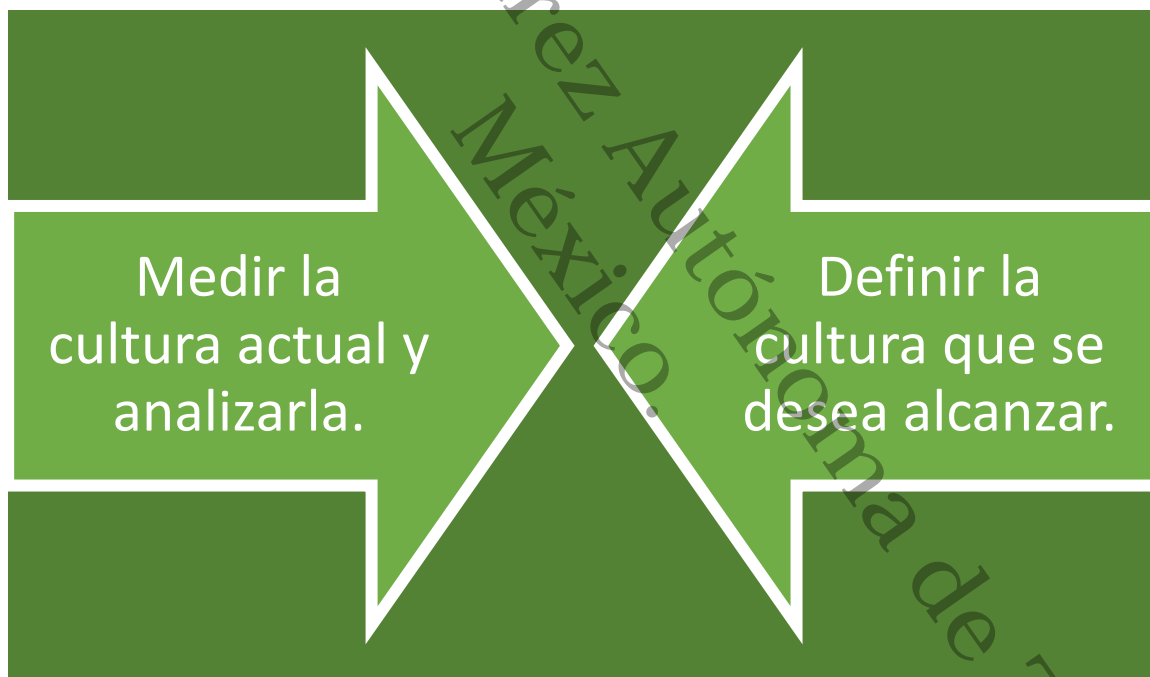 Medir la
cultura actual y
analizarla.
Definir la
cultura que se
desea alcanzar.
rez Autónoma de
México.